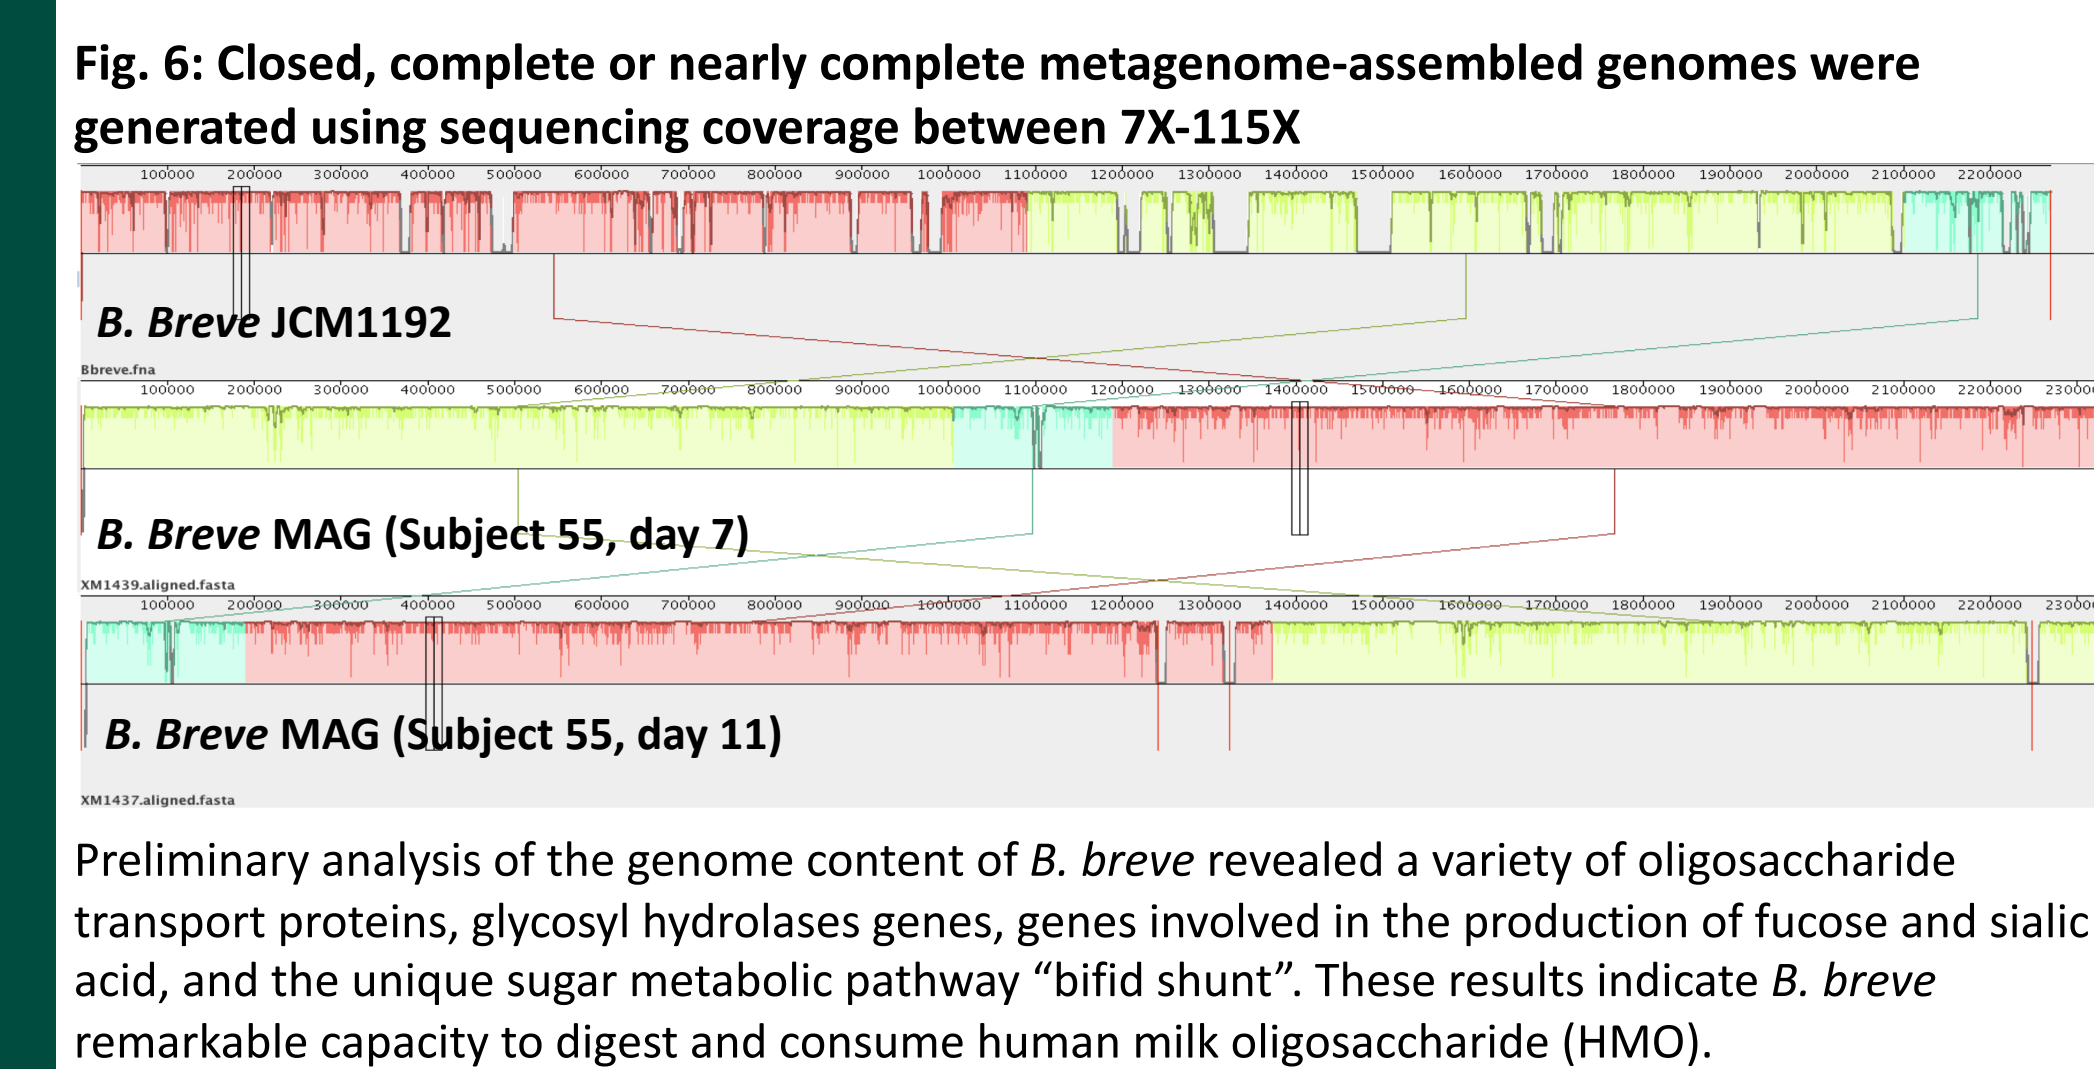 Fig. 6: Closed, complete or nearly complete metagenome-assembled genomes were
generated using sequencing coverage between 7X-115X
100000 200000 300000 400000 500000 600000 700000 800000 900000 1000000 1100000 1200000 1300000 1400000 1500000 1600000 1700000 1800000 1900000 2000000 2100000 2200000
B. Breve JCM1192
Bbreve.fna
100000 200000 300000 400000 500000 600000 700000 800000 900000 1000000 1100000 1200000 1300000 1400000 1500000 1600000 1700000 1800000 1900000 2000000 2100000 2200000 230000
B. Breve MAG (Subject 55, day 7)
XM1439.aligned.fasta
100000 200000 300000 400000 500000 600000 700000 800000 900000 1000000 1100000 1200000 1300000 1400000 1500000 1600000 1700000 1800000 1900000 2000000 2100000 2200000 230000
B. Breve MAG (Subject 55, day 11)
XM1437.aligned.fasta
Preliminary analysis of the genome content of B. breve revealed a variety of oligosaccharide
transport proteins, glycosyl hydrolases genes, genes involved in the production of fucose and sialic
acid, and the unique sugar metabolic pathway “bifid shunt”. These results indicate B. breve
remarkable capacity to digest and consume human milk oligosaccharide (HMO).